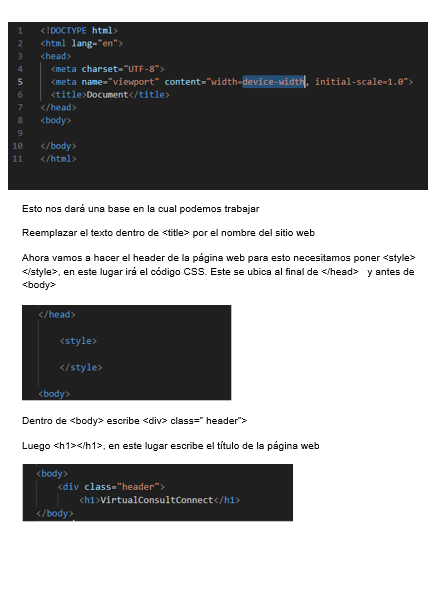 1 <!DOCTYPE html>
2 <html lang="en">
3 <head>
4 <meta charset="UTF-8">
5 <meta name="viewport" content="width=device-width, initial-scale=1.0">
6 <title>Document</title>
7 </head>
8 <body>
9
10 </body>
11 </html>
Esto nos dará una base en la cual podemos trabajar
Reemplazar el texto dentro de <title> por el nombre del sitio web
Ahora vamos a hacer el header de la página web para esto necesitamos poner <style>
</style>, en este lugar irá el código CSS. Este se ubica al final de </head> y antes de
<body>
</head>
<style>
</style>
<body>
Dentro de <body> escribe <div> class=" header">
Luego <h1></h1>, en este lugar escribe el título de la página web
<body>
<div class="header">
<h1>VirtualConsultConnect</h1>
</body>